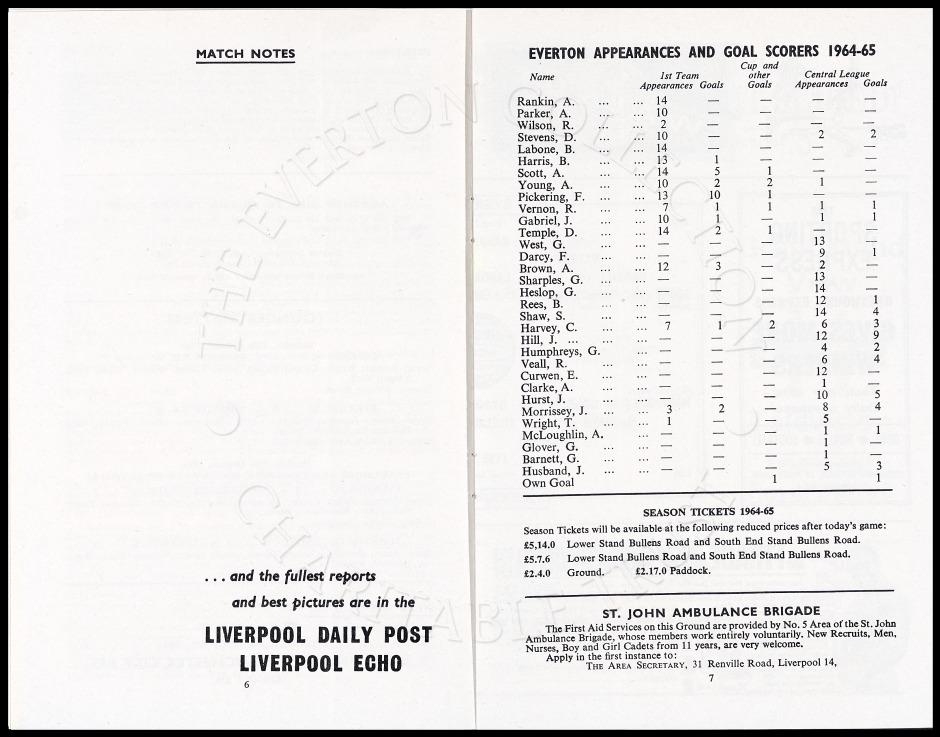 MATCH NOTES
... and the fullest reports
and best pictures are in the
LIVERPOOL DAILY POST
LIVERPOOL ECHO
6
EVERTON APPEARANCES AND GOAL SCORERS 1964-65
Name 1st Team Appearances Goals Cup and other Goals Central League Appearances Goals
Rankin, A. ... ... 14 — — — —
Parker, A. ... ... 10 — — — —
Wilson, R. ... ... 2 — — — —
Stevens, D. ... ... 10 — — 2 2
Labone, B. ... ... 14 — — — —
Harris, B. ... ... 13 1 — — —
Scott, A. ... ... 14 5 1 — —
Young, A. ... ... 10 2 2 1 —
Pickering, F. ... ... 13 10 1 — —
Vernon, R. ... ... 7 1 1 1 1
Gabriel, J. ... ... 10 1 — 1 1
Temple, D. ... ... 14 2 1 — —
West, G. ... ... — — — 13 —
Darcy, F. ... ... — — — 9 1
Brown, A. ... ... 12 3 — 2 —
Sharples, G. ... ... — — — 13 —
Heslop, G. ... ... — — — 14 —
Rees, B. ... ... — — — 12 1
Shaw, S. ... ... — — — 14 4
Harvey, C. ... ... 7 1 2 6 3
Hill, J. ... ... ... — — — 12 9
Humphreys, G. ... — — — 4 2
Veall, R. ... ... — — — 6 4
Curwen, E. ... ... — — — 12 —
Clarke, A. ... ... — — — 1 —
Hurst, J. ... ... — — — 10 5
Morrissey, J. ... ... 3 2 — 8 4
Wright, T. ... ... 1 — — 5 —
McLoughlin, A. ... — — — 1 1
Glover, G. ... ... — — — 1 —
Barnett, G. ... ... — — — 1 —
Husband, J. ... ... — — — 5 3
Own Goal 1 1
SEASON TICKETS 1964-65
Season Tickets will be available at the following reduced prices after today's game:
£5,14.0 Lower Stand Bullens Road and South End Stand Bullens Road.
£5.7.6 Lower Stand Bullens Road and South End Stand Bullens Road.
£2.4.0 Ground. £2.17.0 Paddock.
ST. JOHN AMBULANCE BRIGADE
The First Aid Services on this Ground are provided by No. 5 Area of the St. John
Ambulance Brigade, whose members work entirely voluntarily. New Recruits, Men,
Nurses, Boy and Girl Cadets from 11 years, are very welcome.
Apply in the first instance to:
THE AREA SECRETARY, 31 Renville Road, Liverpool 14,
7
THE EVERTON COLLECTION
CHARITABLE TRUST